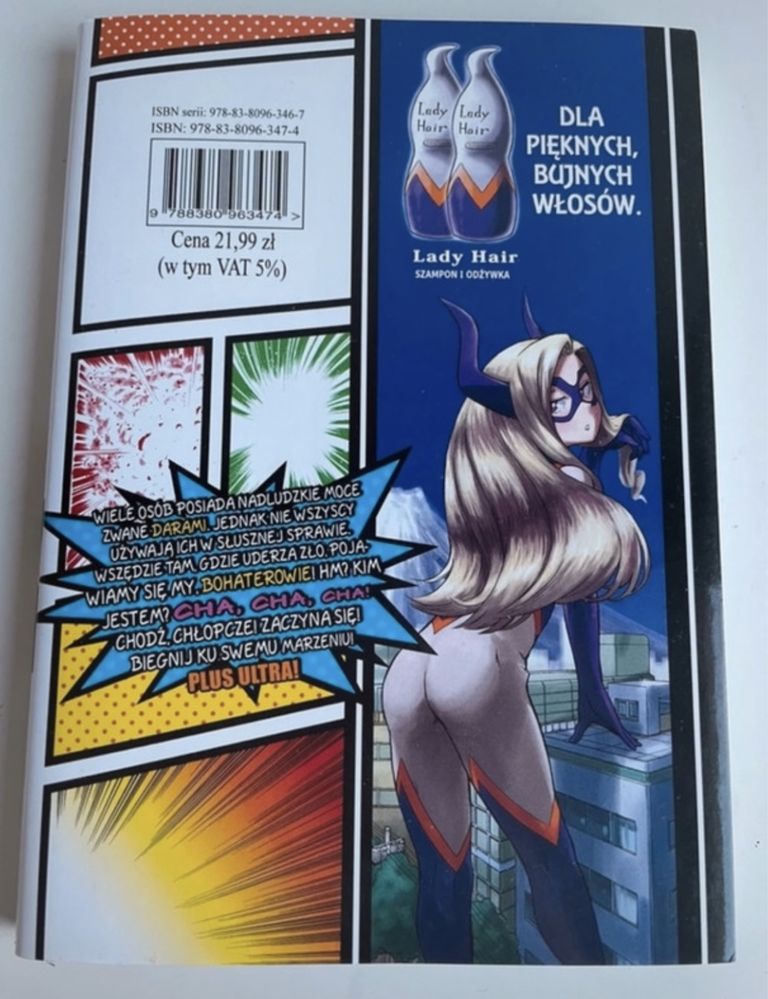 ISBN serii: 978-83-8096-346-7
ISBN: 978-83-8096-347-4
9 788380 963474 >
Cena 21,99 zł
(w tym VAT 5%)
Lady
Hair
Lady
Hair
DLA
PIĘKNYCH,
BUJNYCH
WŁOSÓW.
Lady Hair
SZAMPON I ODŻYWKA
WIELE OSÓB POSIADA NADLUDZKIE MOCE
ZWANE DARAMI. JEDNAK NIE WSZYSCY
UŻYWAJĄ ICH W SŁUSZNEJ SPRAWIE.
WSZĘDZIE TAM, GDZIE UDERZA ZŁO, POJA-
WIAMY SIĘ MY, BOHATEROWIE! HM? KIM
JESTEM? CHA, CHA, CHA!
CHODŹ, CHŁOPCZE! ZACZYNA SIĘ!
BIEGNIJ KU SWEMU MARZENIU!
PLUS ULTRA!